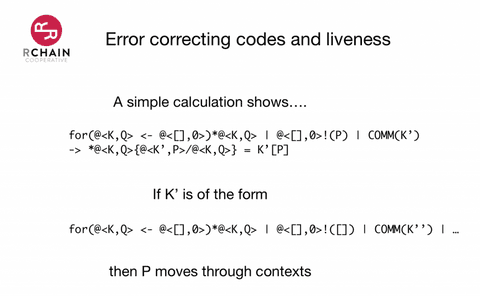 RCHAIN
COOPERATIVE
Error correcting codes and liveness
A simple calculation shows….
for(@<K,Q> <- @<[],0>)*@<K,Q> | @<[],0>!(P) | COMM(K’)
-> *@<K,Q>{@<K’,P>/@<K,Q>} = K’[P]
If K’ is of the form
for(@<K,Q> <- @<[],0>)*@<K,Q> | @<[],0>!([]) | COMM(K’’) | …
then P moves through contexts